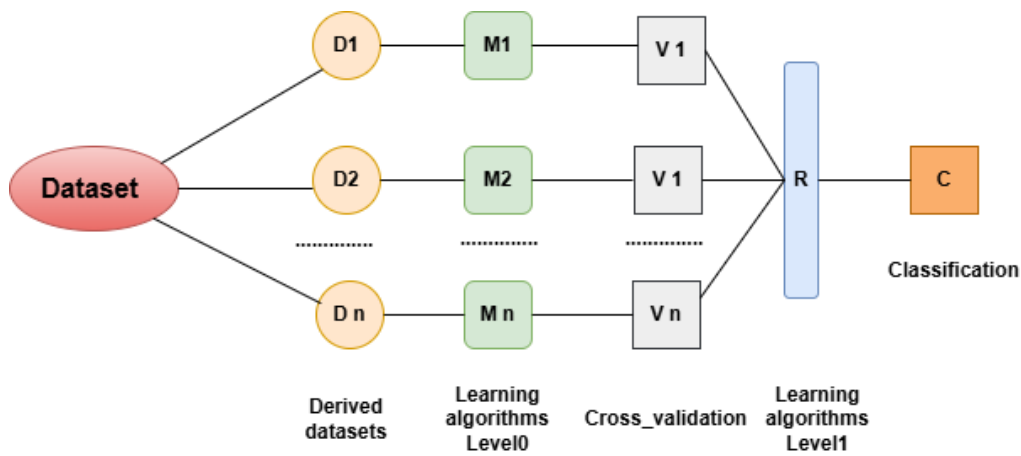 D1
M1
V 1
Dataset
D2
M2
V 1
R
C
....................
....................
....................
Classification
D n
M n
V n
Derived
datasets
Learning
algorithms
Level0
Cross_validation
Learning
algorithms
Level1